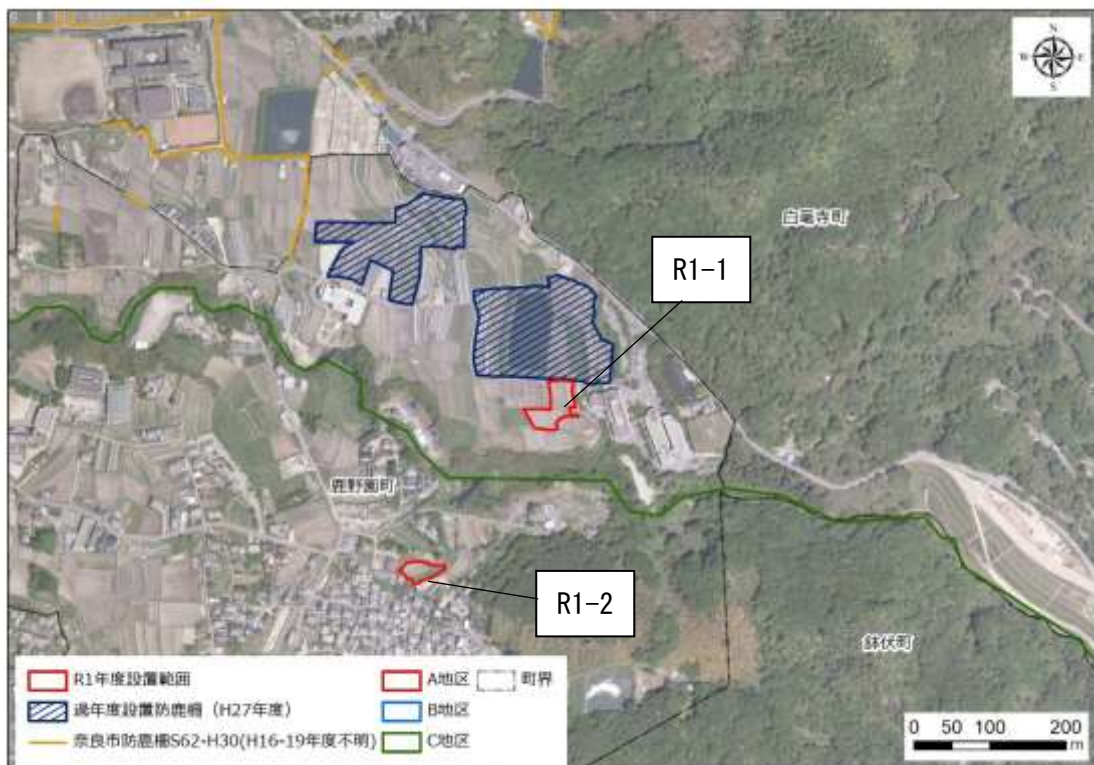 N
W E
S
白毫寺町
R1-1
鹿野園町
R1-2
鉢伏町
R1年度設置範囲
過年度設置防鹿柵（H27年度）
奈良市防鹿柵S62-H30(H16-19年度不明)
A地区
B地区
C地区
町界
0 50 100 200
m